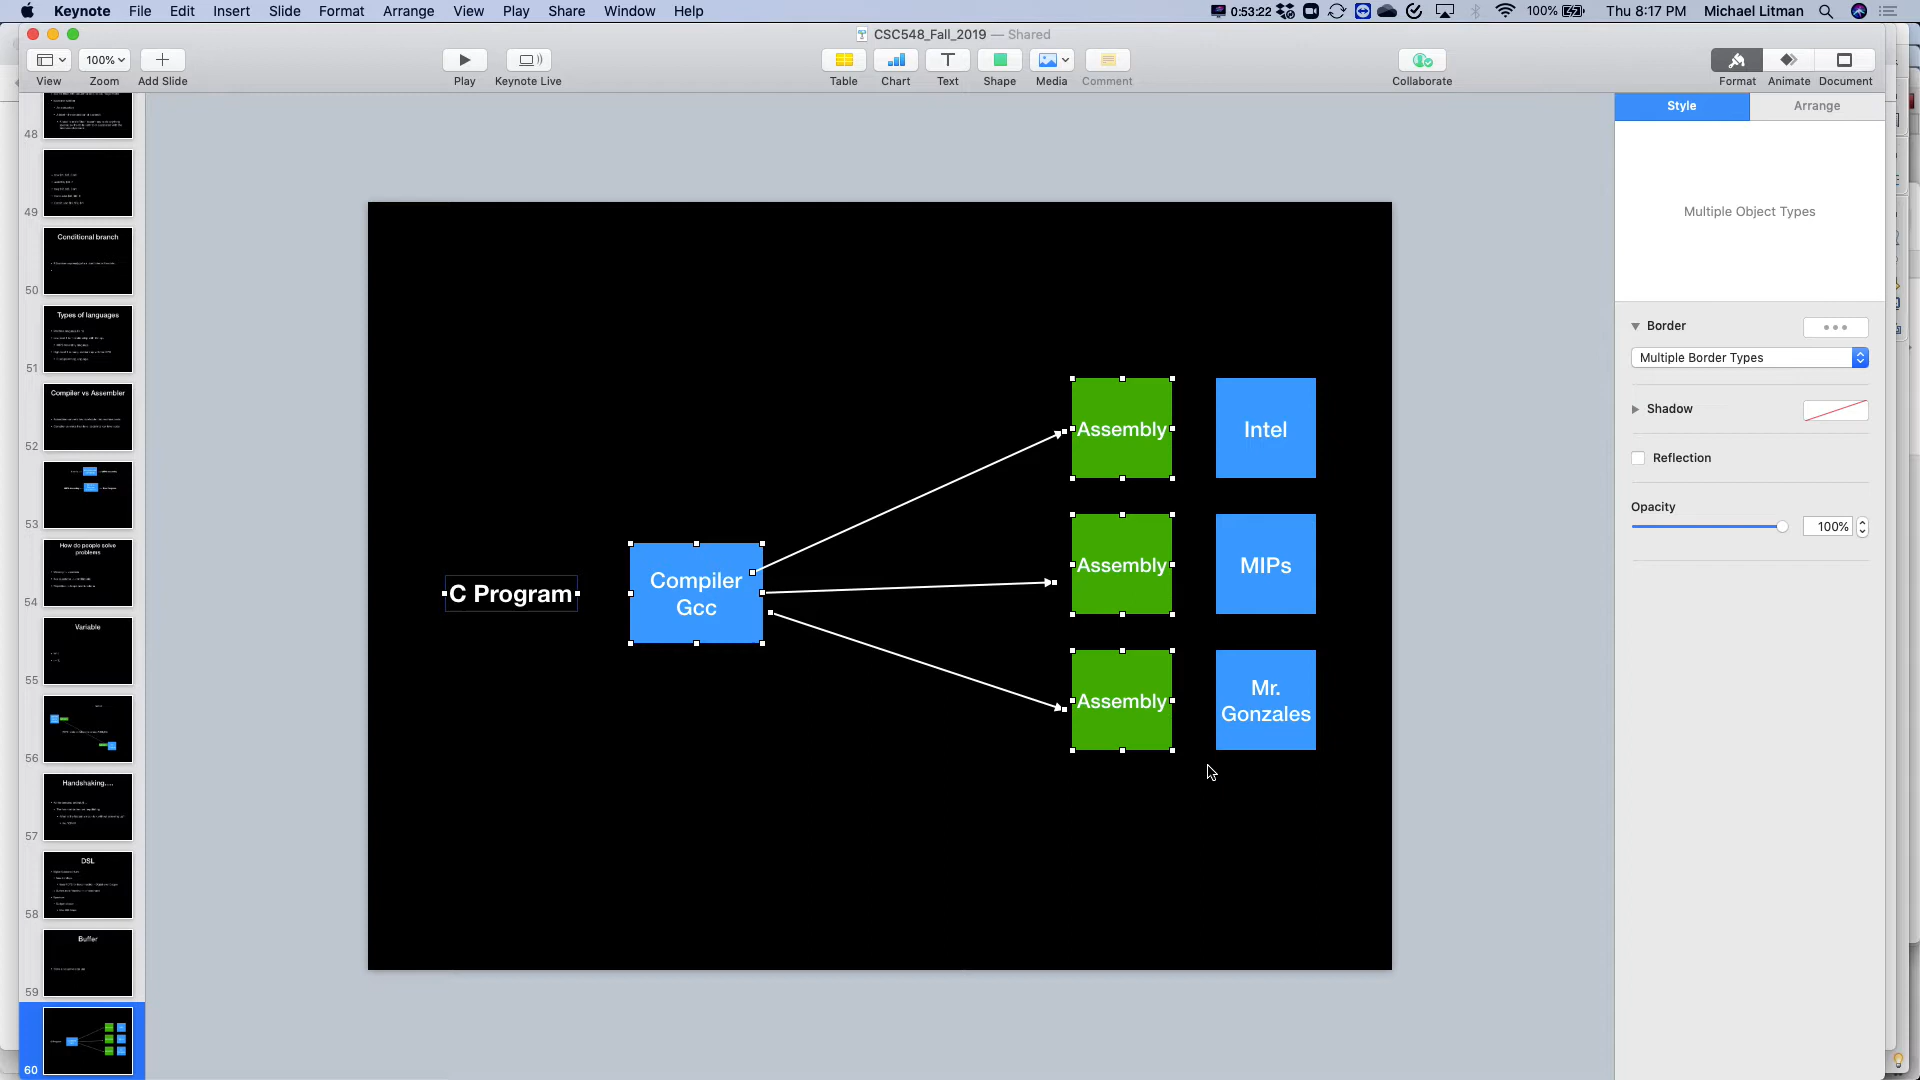 Keynote File Edit Insert Slide Format Arrange View Play Share Window Help 0:53:22 100% Thu 8:17 PM Michael Litman
CSC548_Fall_2019 — Shared
100%
View Zoom Add Slide Play Keynote Live Table Chart Text Shape Media Comment Collaborate Format Animate Document
48
49
Conditional branch
50
Types of languages
51
Compiler vs Assembler
52
53
How do people solve
problems
54
Variable
55
56
Handshaking....
57
DSL
58
Buffer
59
60
C Program
Compiler
Gcc
Assembly
Intel
Assembly
MIPs
Assembly
Mr.
Gonzales
Style Arrange
Multiple Object Types
Border
Multiple Border Types
Shadow
Reflection
Opacity
100%